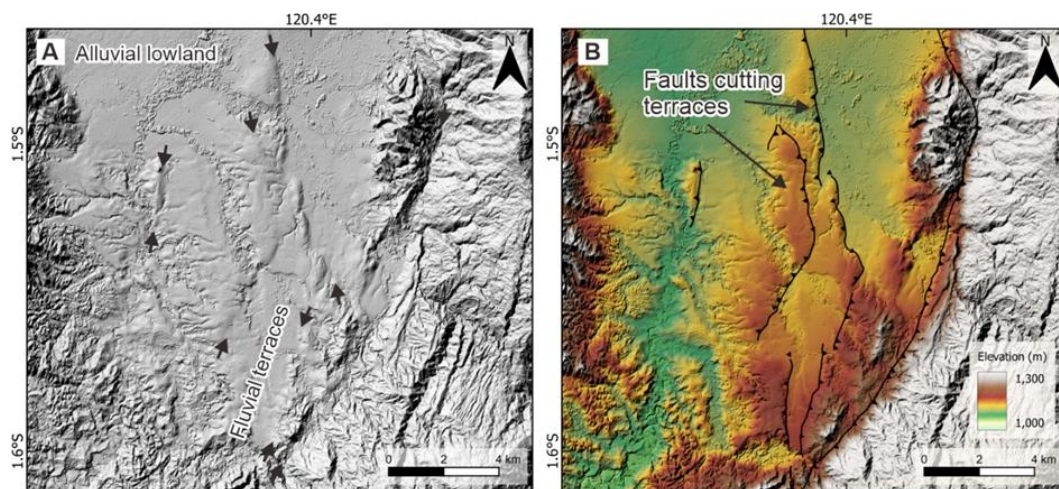 120.4°E
120.4°E
A
Alluvial lowland
N
B
N
Faults cutting
terraces
1.5°S
1.5°S
Fluvial terraces
Elevation (m)
1,300
1,000
1.6°S
1.6°S
0 2 4 km
0 2 4 km